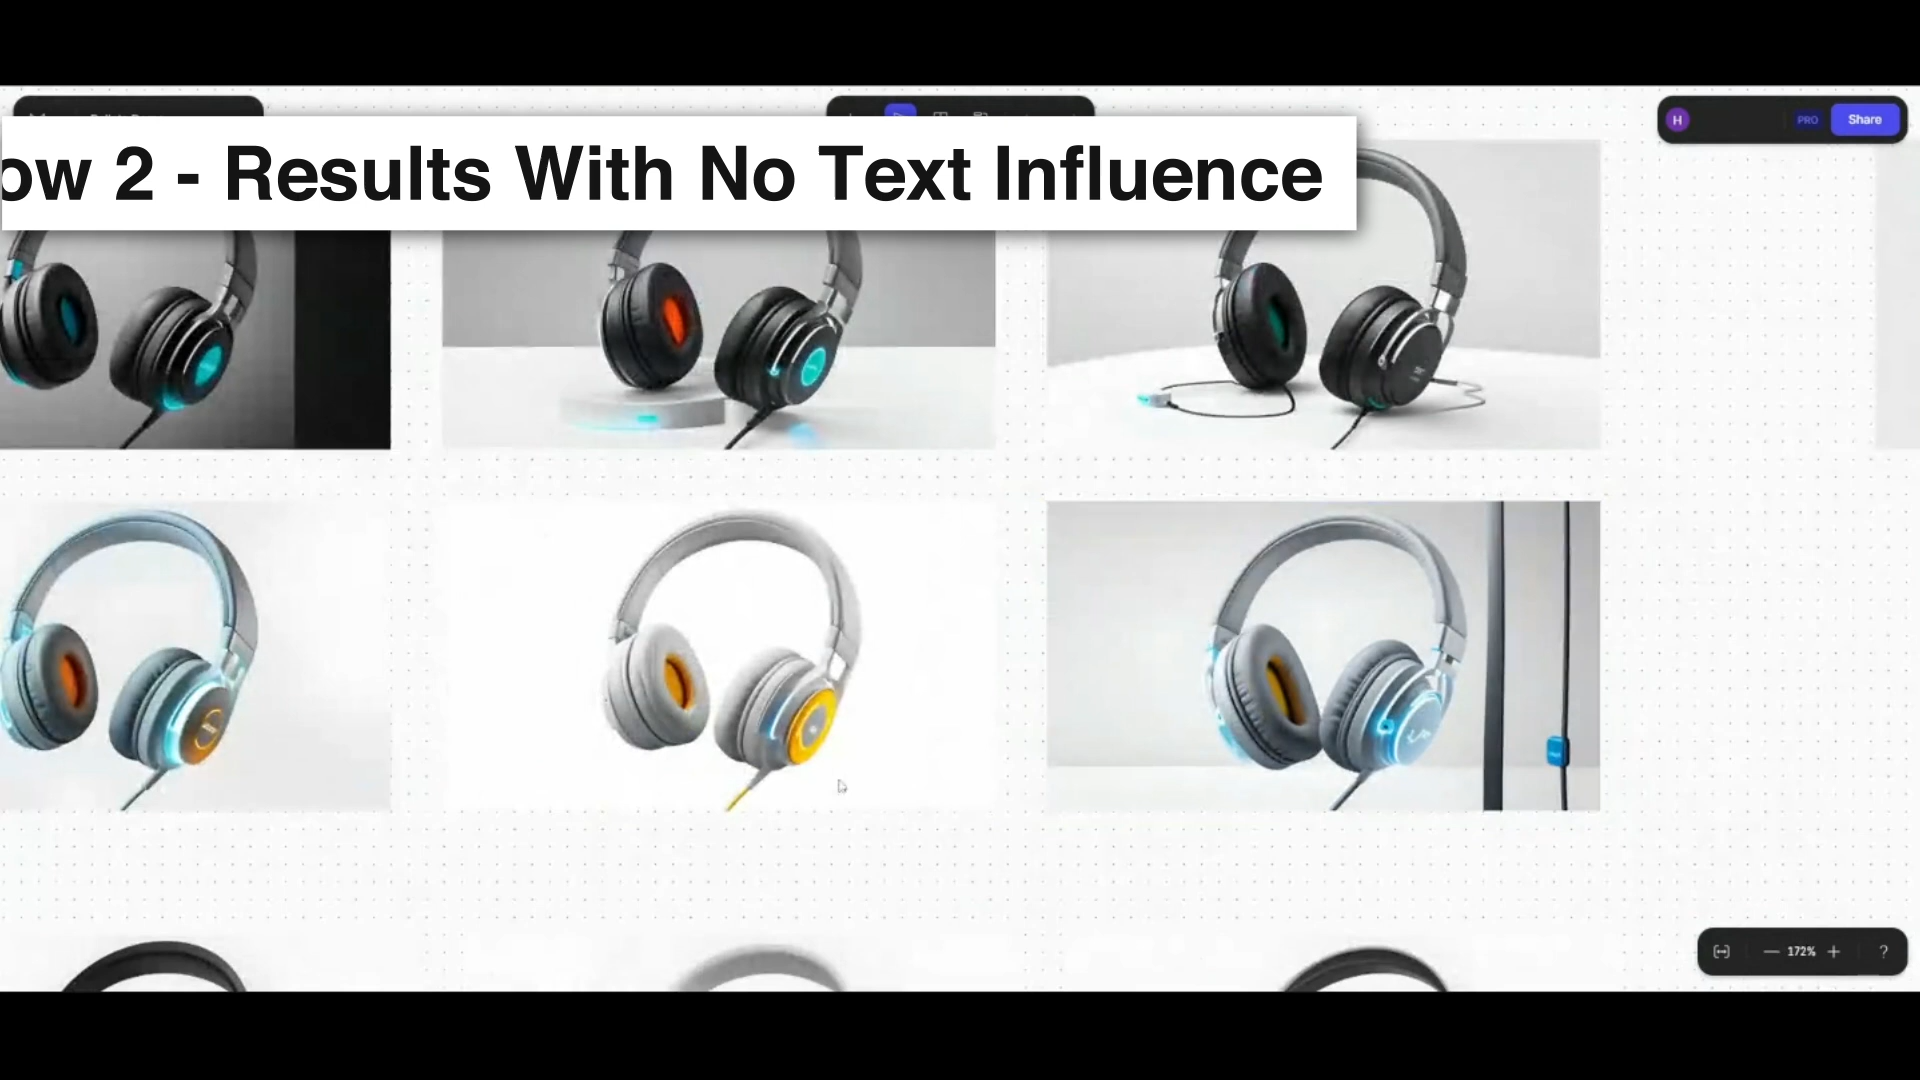 ow 2 - Results With No Text Influence
H
PRO
Share
172%
?